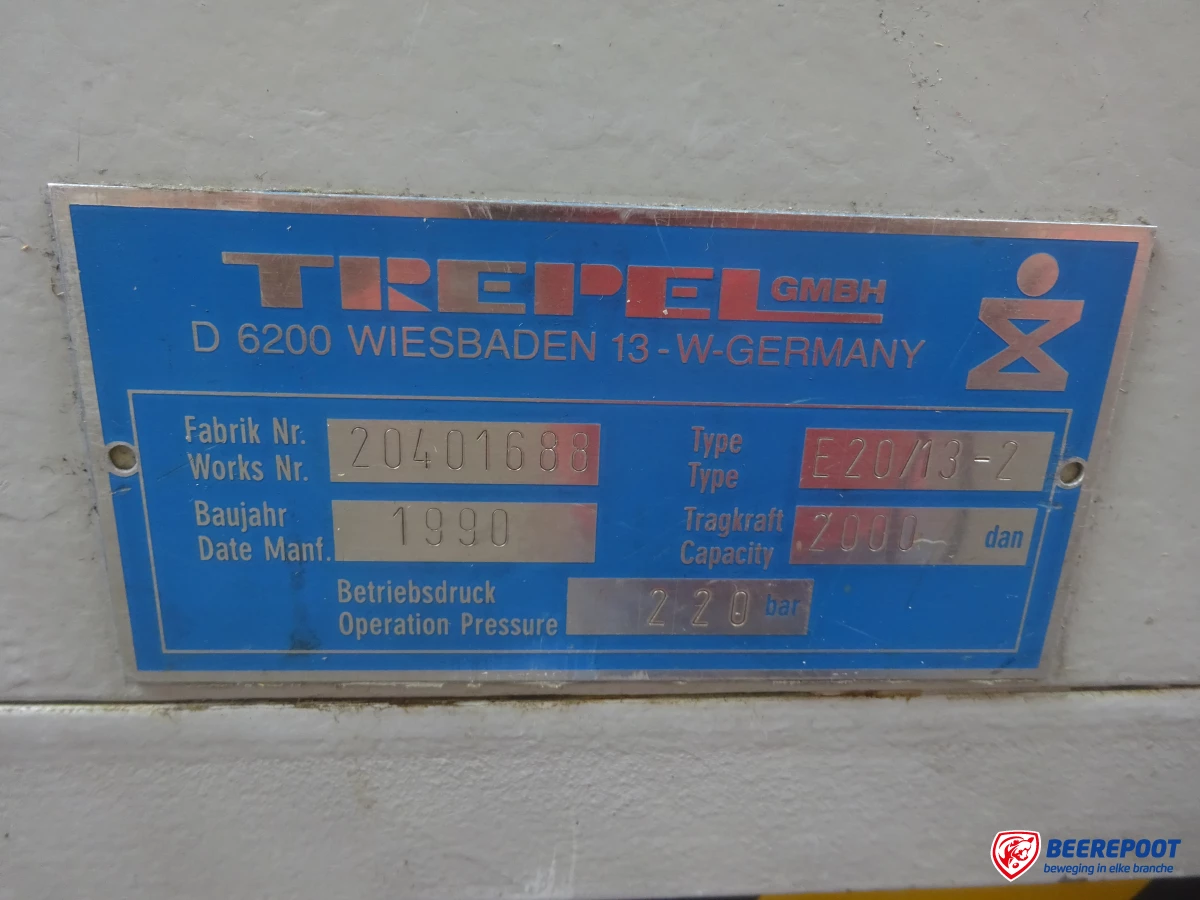 TREPEL GMBH
D 6200 WIESBADEN 13 - W-GERMANY
Fabrik Nr.
Works Nr.
20401688
Type
Type
E20/13-2
Baujahr
Date Manf.
1990
Tragkraft
Capacity
2000 dan
Betriebsdruck
Operation Pressure
220 bar
BEEREPOOT
beweging in elke branche